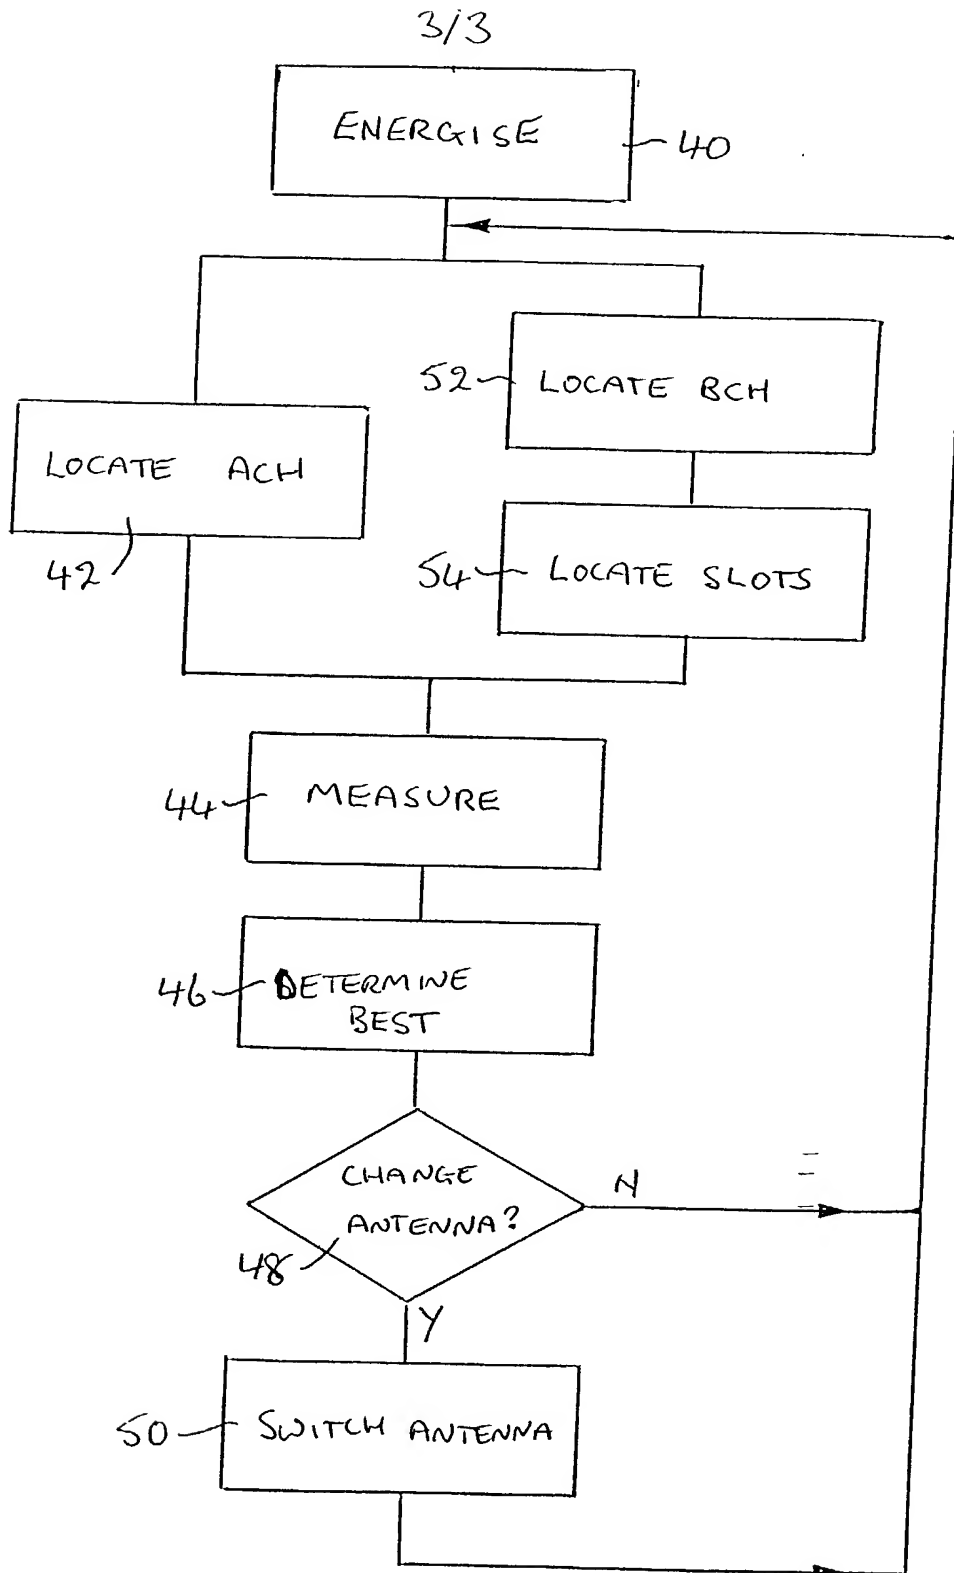 3/3
ENERGISE
40
52
LOCATE BCH
LOCATE ACH
42
54
LOCATE SLOTS
44
MEASURE
46
DETERMINE
BEST
CHANGE
ANTENNA?
N
48
Y
50
SWITCH ANTENNA